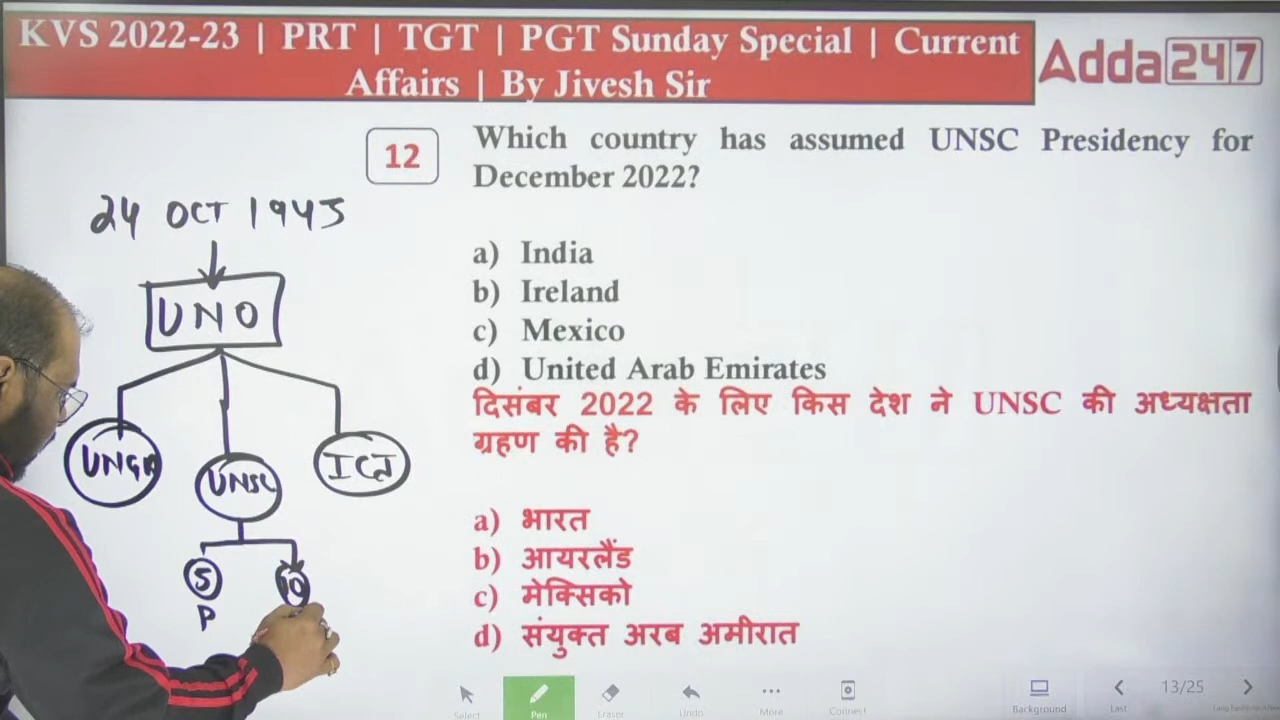 KVS 2022-23 | PRT | TGT | PGT Sunday Special | Current
Affairs | By Jivesh Sir
Adda247
12
Which country has assumed UNSC Presidency for
December 2022?
a) India
b) Ireland
c) Mexico
d) United Arab Emirates
दिसंबर 2022 के लिए किस देश ने UNSC की अध्यक्षता
ग्रहण की है?
a) भारत
b) आयरलैंड
c) मेक्सिको
d) संयुक्त अरब अमीरात
24 OCT 1945
UNO
UNGA
UNSC
ICJ
5
10
P
Select
Pen
Eraser
Undo
More
Connect
Background
Last
13/25